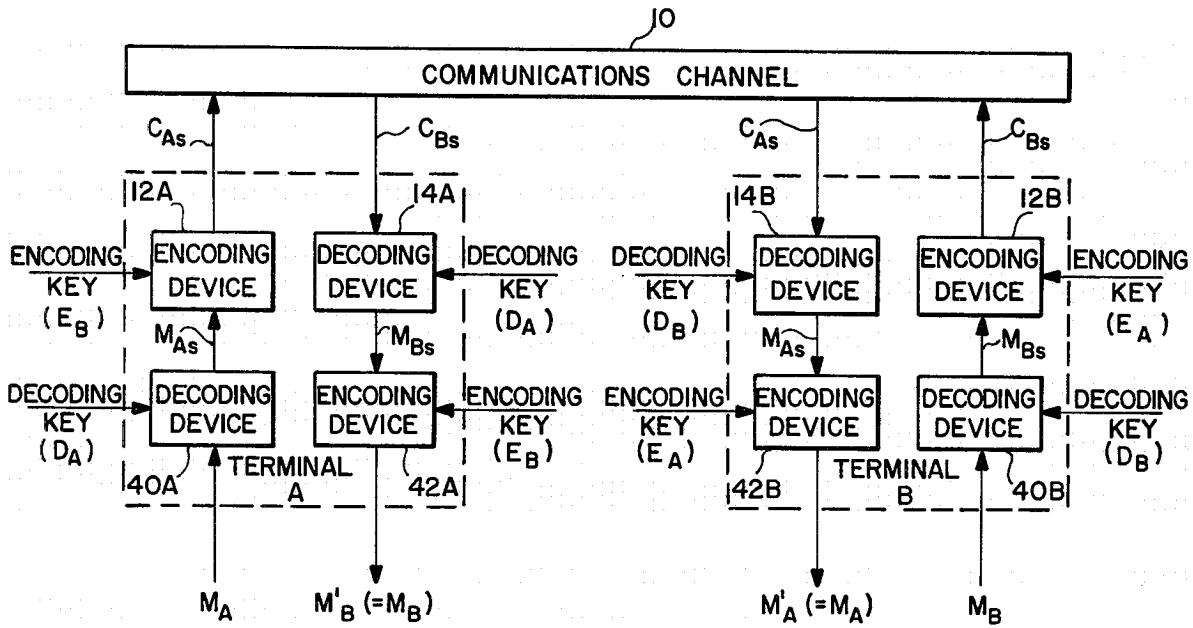 10
COMMUNICATIONS CHANNEL
C_As
C_Bs
C_As
C_Bs
12A
14A
14B
12B
ENCODING KEY (E_B)
ENCODING DEVICE
DECODING DEVICE
DECODING KEY (D_A)
DECODING KEY (D_B)
DECODING DEVICE
ENCODING DEVICE
ENCODING KEY (E_A)
M_As
M_Bs
M_As
M_Bs
DECODING KEY (D_A)
DECODING DEVICE
ENCODING DEVICE
ENCODING KEY (E_B)
ENCODING KEY (E_A)
ENCODING DEVICE
DECODING DEVICE
DECODING KEY (D_B)
40A
TERMINAL A
42A
42B
TERMINAL B
40B
M_A
M'_B (=M_B)
M'_A (=M_A)
M_B